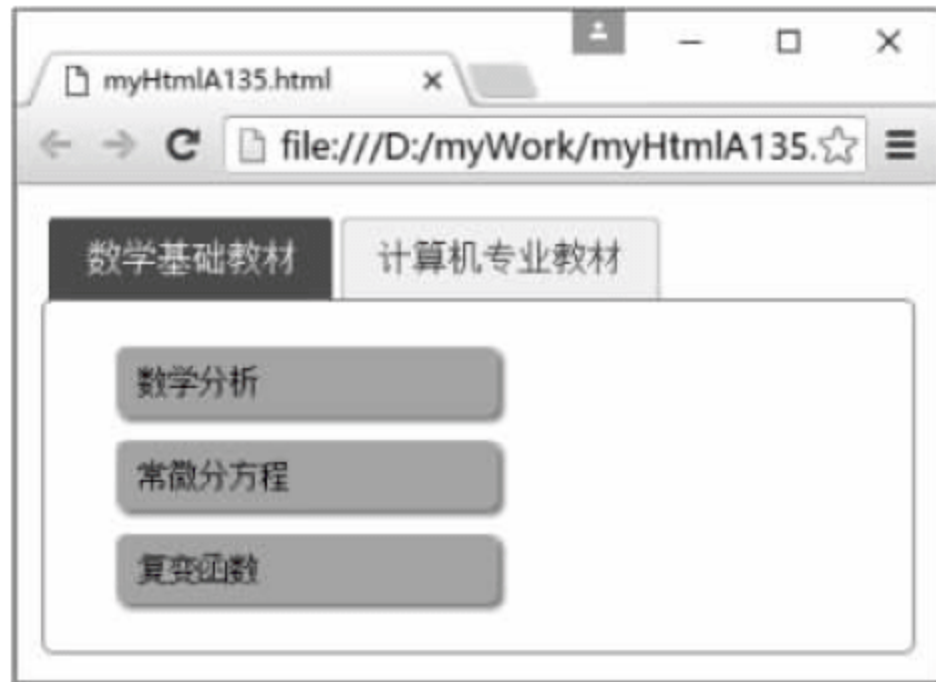 myHtmlA135.html
file:///D:/myWork/myHtmlA135.
数学基础教材 计算机专业教材
数学分析
常微分方程
复变函数